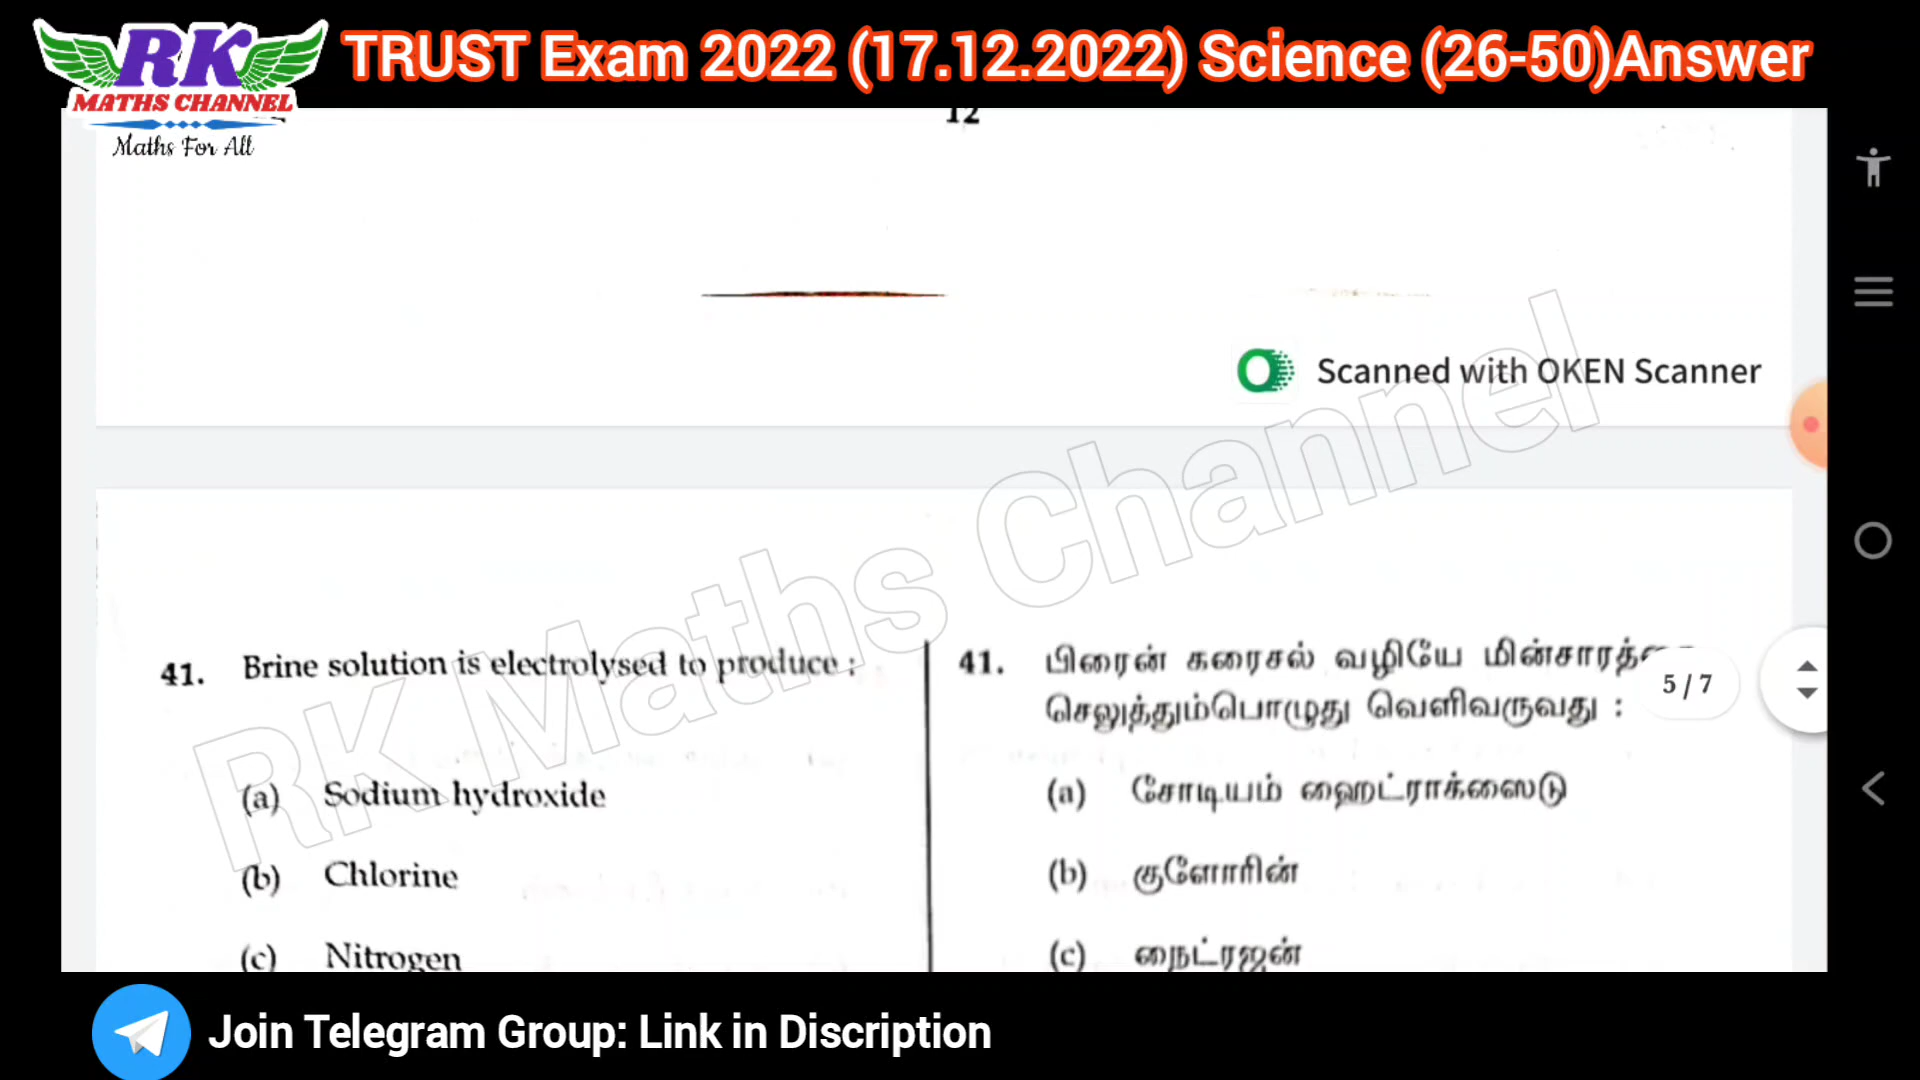 RK
MATHS CHANNEL
Maths For All
TRUST Exam 2022 (17.12.2022) Science (26-50)Answer
12
Scanned with OKEN Scanner
RK Maths Channel
41. Brine solution is electrolysed to produce :
(a) Sodium hydroxide
(b) Chlorine
(c) Nitrogen
41. பிரைன் கரைசல் வழியே
செலுத்தும்பொழுது வெளிவருவது :
(a) சோடியம் ஹைட்ராக்ஸைடு
(b) குளோரின்
(c) நைட்ரஜன்
5 / 7
Join Telegram Group: Link in Discription